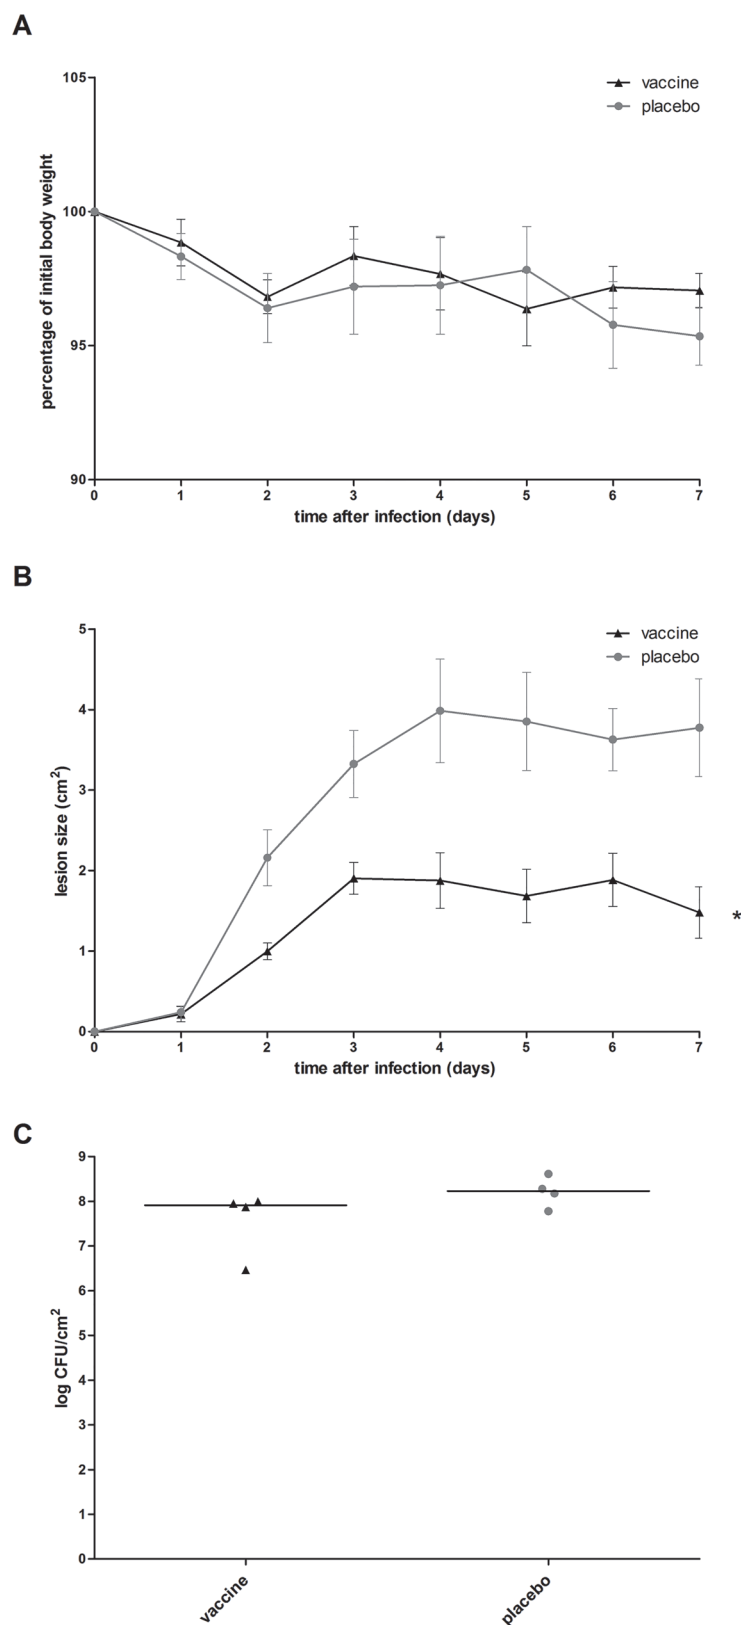 A
105
vaccine
placebo
100
95
90
percentage of initial body weight
0 1 2 3 4 5 6 7
time after infection (days)
B
5
vaccine
placebo
4
3
2
1
0
lesion size (cm²)
*
0 1 2 3 4 5 6 7
time after infection (days)
C
9
8
7
6
5
4
3
2
1
0
log CFU/cm²
vaccine placebo